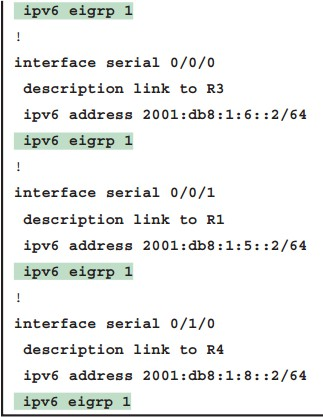 ipv6 eigrp 1
!
interface serial 0/0/0
description link to R3
ipv6 address 2001:db8:1:6::2/64
ipv6 eigrp 1
!
interface serial 0/0/1
description link to R1
ipv6 address 2001:db8:1:5::2/64
ipv6 eigrp 1
!
interface serial 0/1/0
description link to R4
ipv6 address 2001:db8:1:8::2/64
ipv6 eigrp 1